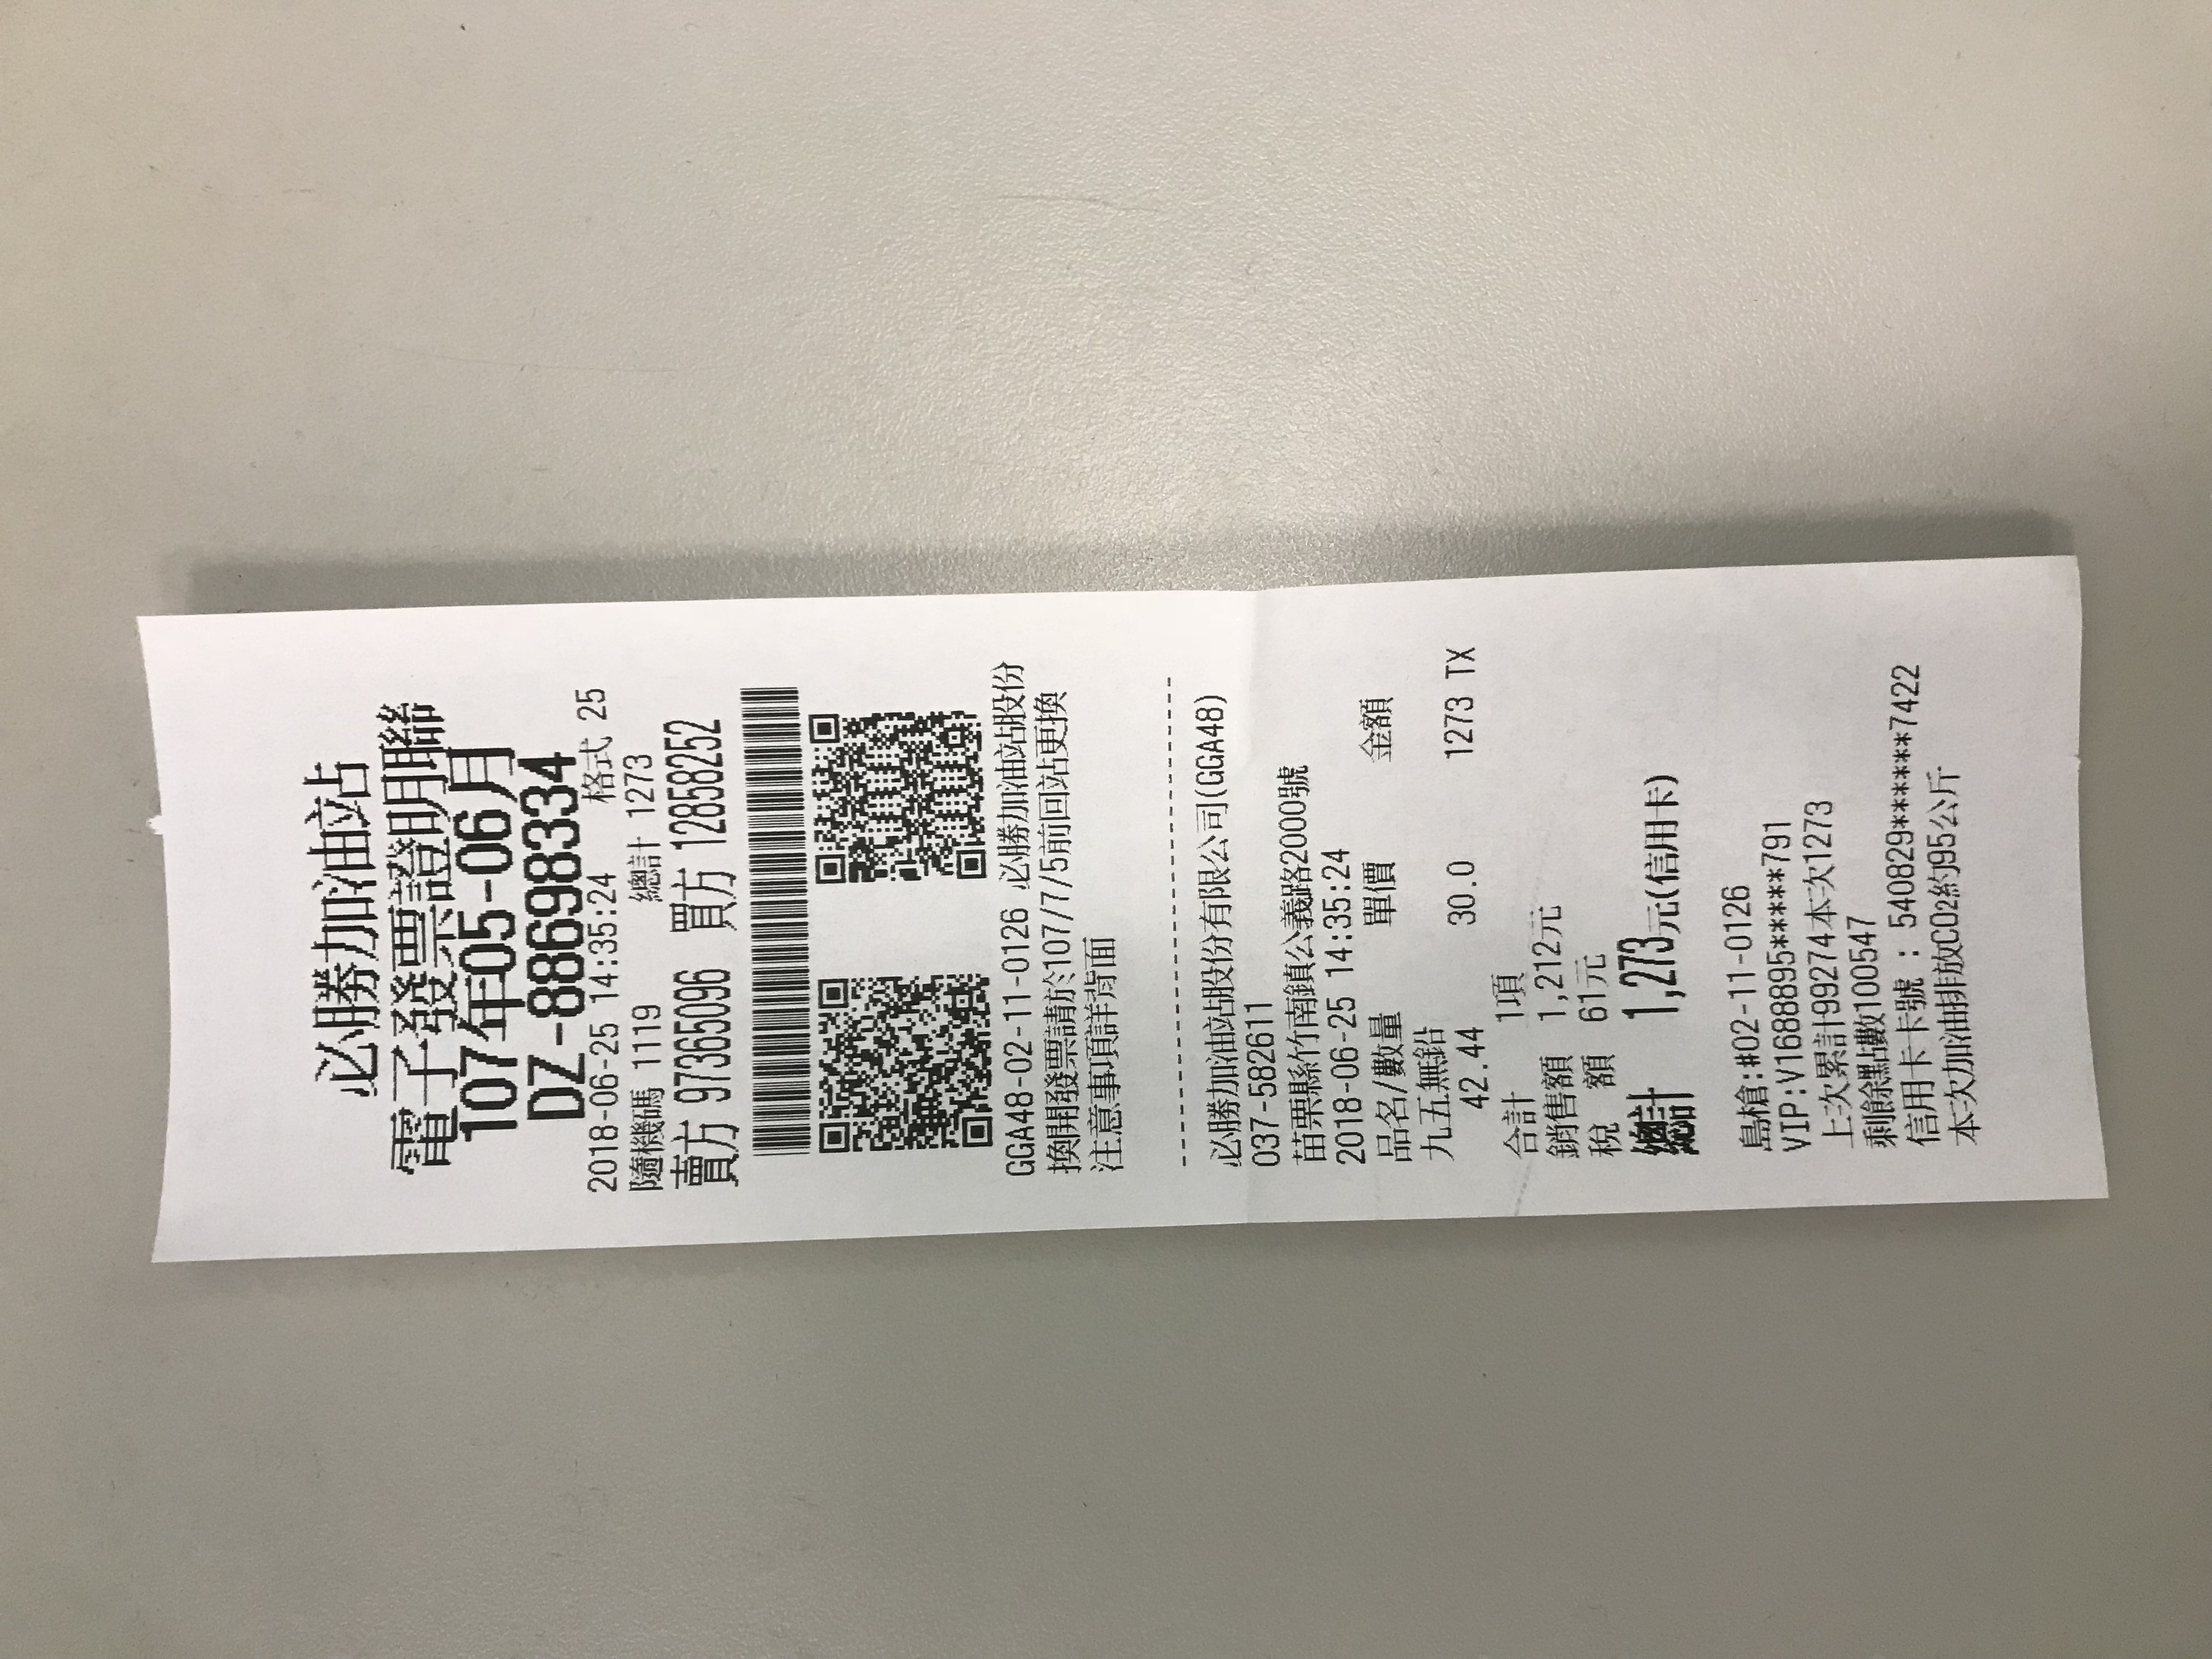 必勝加油站
電子發票證明聯
107年05-06月
DZ-88698334
2018-06-25 14:35:24 格式 25
隨機碼 1119 總計 1273
賣方 97365096 買方 12858252
GGA48-02-11-0126 必勝加油站股份
換開發票請於107/7/5前回站更換
注意事項詳背面
--------------------------------
必勝加油站股份有限公司(GGA48)
037-582611
苗栗縣竹南鎮公義路2000號
2018-06-25 14:35:24
品名/數量 單價 金額
九五無鉛
42.44 30.0 1273 TX
合計 1項
銷售額 1,212元
稅 額 61元
總計 1,273元(信用卡)
島槍:#02-11-0126
VIP:V1688895*****791
上次累計99274本次1273
剩餘點數100547
信用卡卡號 : 540829******7422
本次加油排放CO2約95公斤